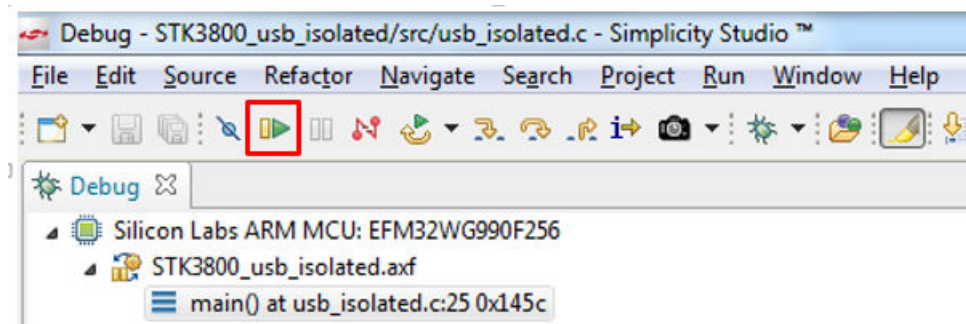 Debug - STK3800_usb_isolated/src/usb_isolated.c - Simplicity Studio ™
File Edit Source Refactor Navigate Search Project Run Window Help
Debug
Silicon Labs ARM MCU: EFM32WG990F256
STK3800_usb_isolated.axf
main() at usb_isolated.c:25 0x145c